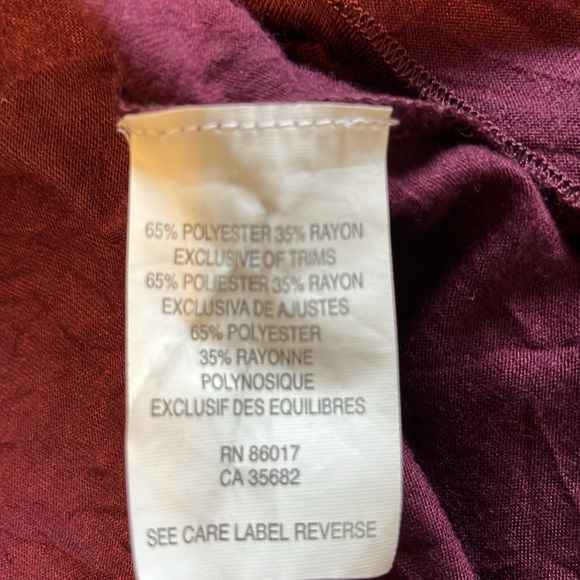 65% POLYESTER 35% RAYON
EXCLUSIVE OF TRIMS
65% POLIESTER 35% RAYON
EXCLUSIVA DE AJUSTES
65% POLYESTER
35% RAYONNE
POLYNOSIQUE
EXCLUSIF DES EQUILIBRES
RN 86017
CA 35682
SEE CARE LABEL REVERSE